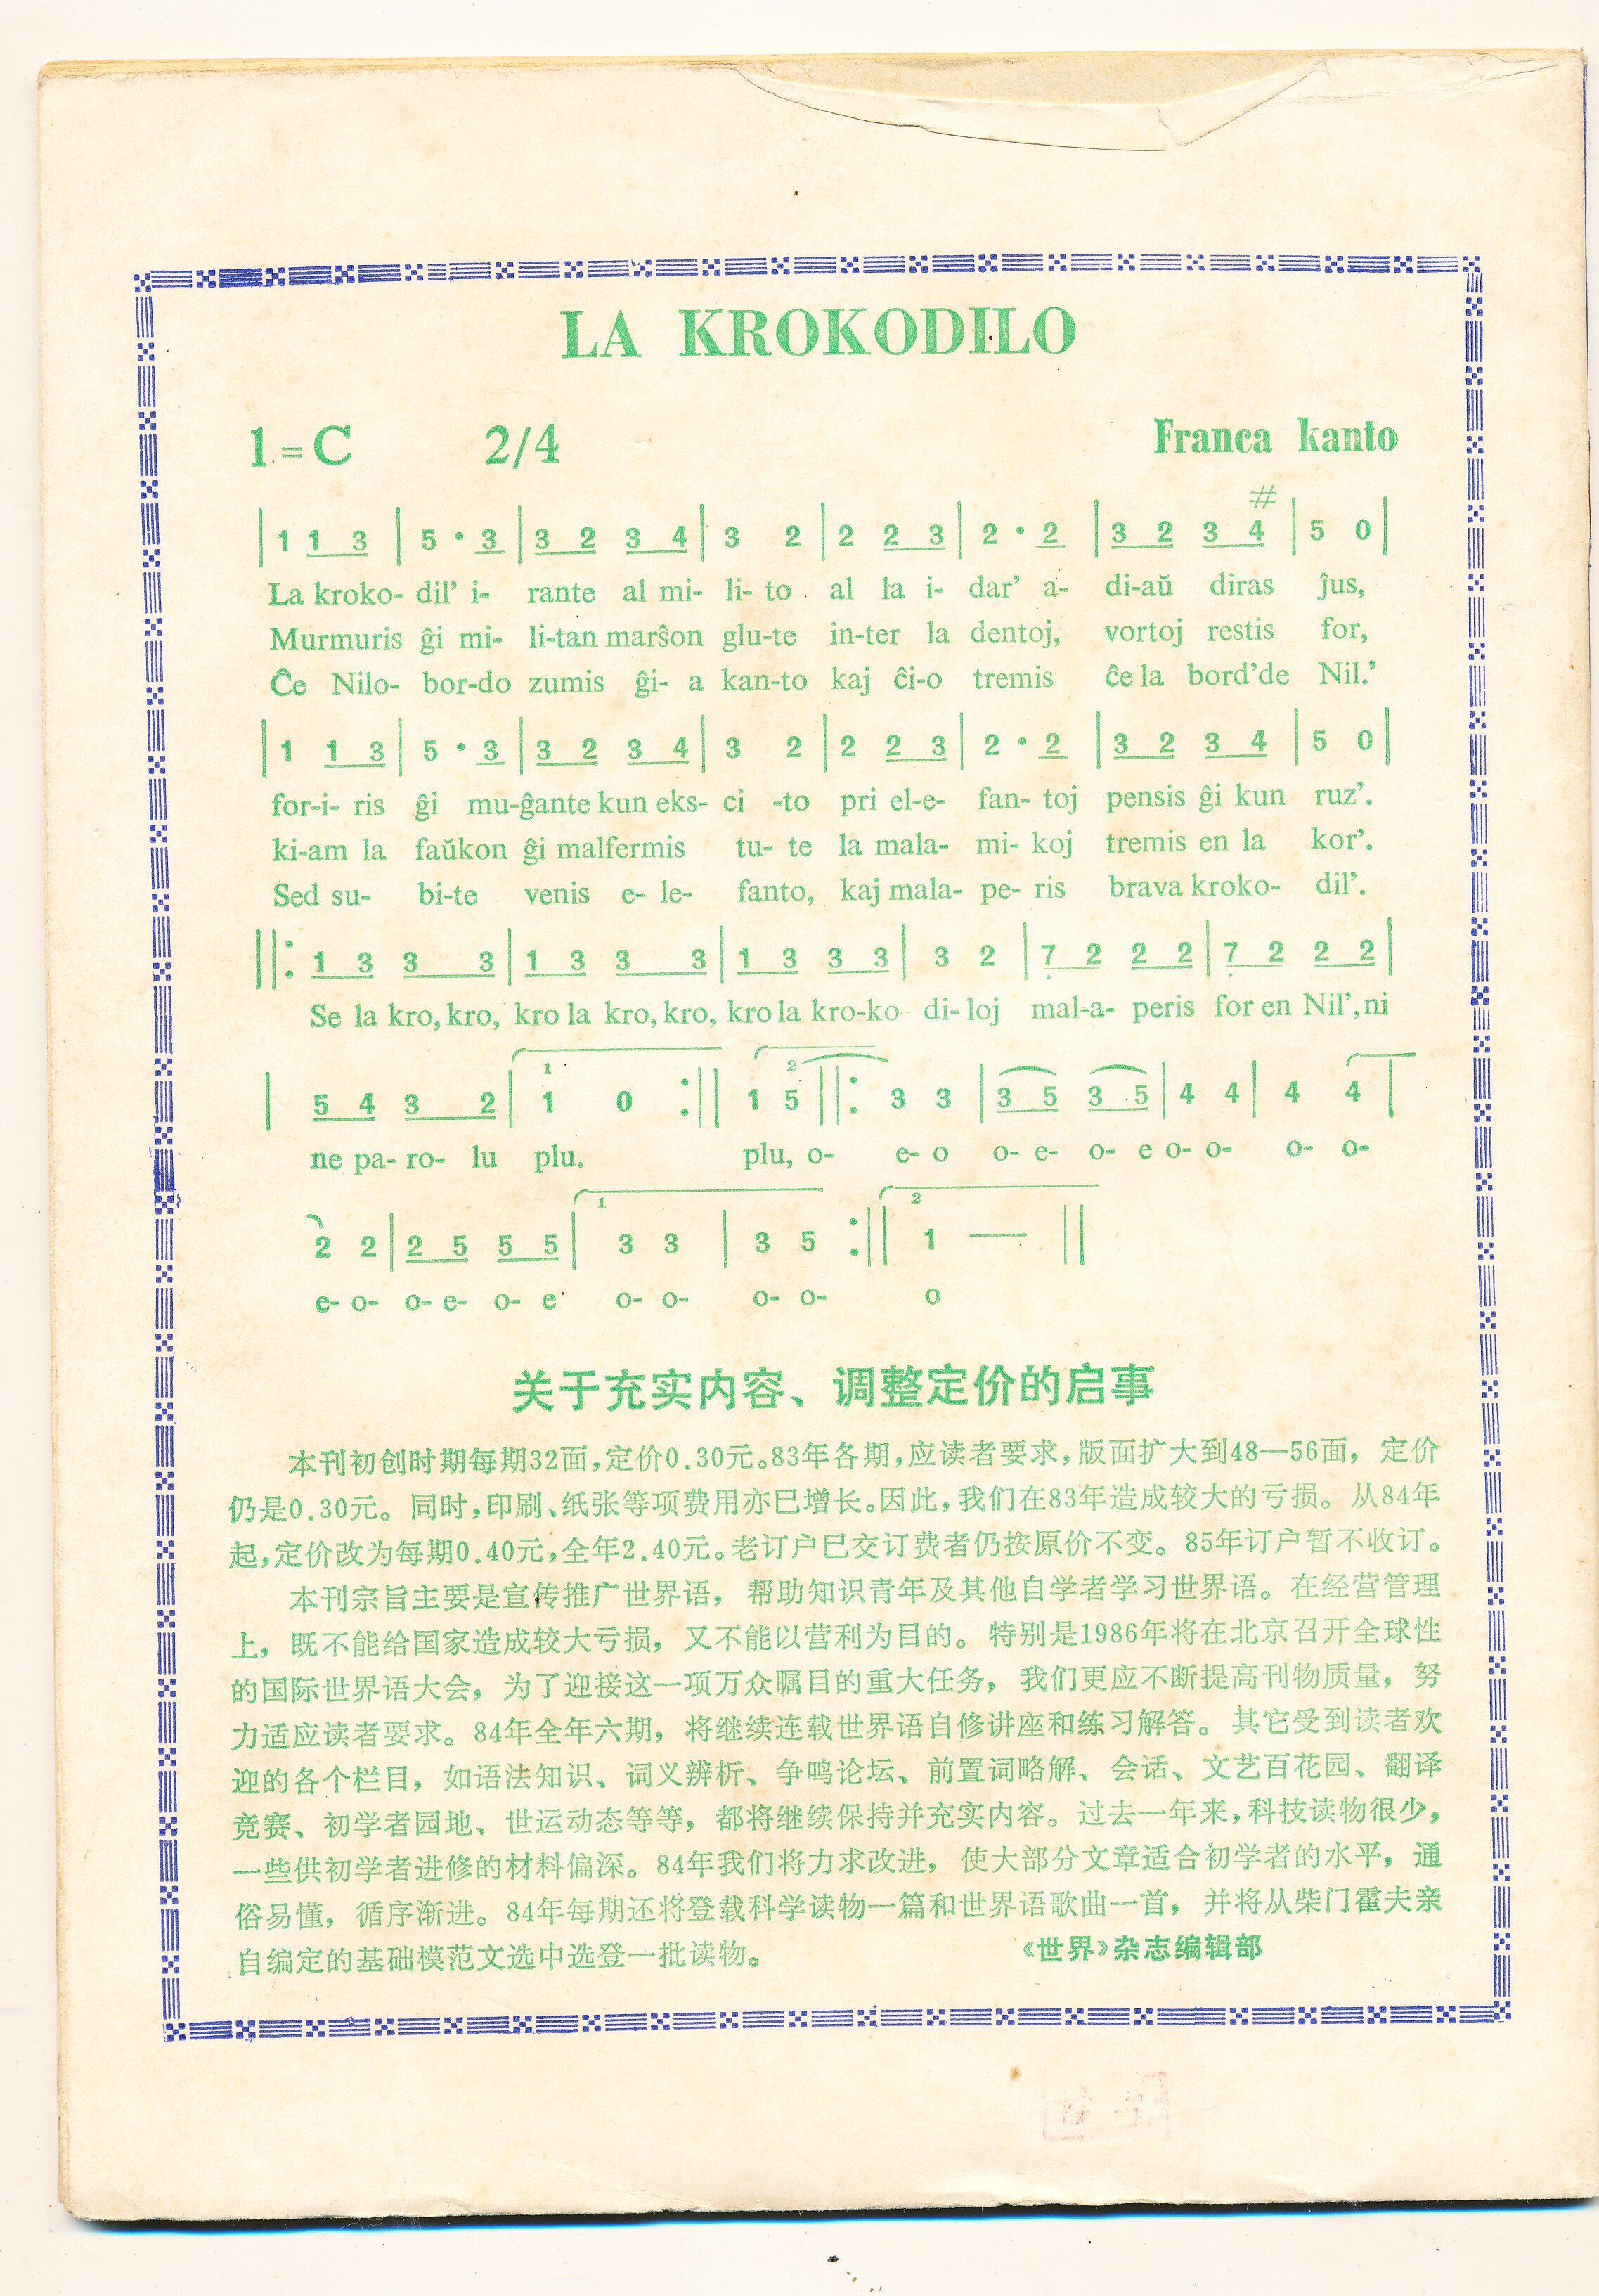 LA KROKODILO
1=C 2/4 Franca kanto
#
| 1 1 3 | 5 · 3 | 3 2 3 4 | 3 2 | 2 2 3 | 2 · 2 | 3 2 3 4 | 5 0 |
La kroko- dil' i- rante al mi- li- to al la i- dar' a- di-aŭ diras ĵus,
Murmuris ĝi mi- li-tan marŝon glu-te in-ter la dentoj, vortoj restis for,
Ĉe Nilo- bor-do zumis ĝi- a kan-to kaj ĉi-o tremis ĉe la bord'de Nil.'
| 1 1 3 | 5 · 3 | 3 2 3 4 | 3 2 | 2 2 3 | 2 · 2 | 3 2 3 4 | 5 0 |
for-i- ris ĝi mu-ĝante kun eks- ci -to pri el-e- fan- toj pensis ĝi kun ruz'.
ki-am la faŭkon ĝi malfermis tu- te la mala- mi- koj tremis en la kor'.
Sed su- bi-te venis e- le- fanto, kaj mala- pe- ris brava kroko- dil'.
‖: 1 3 3 3 | 1 3 3 3 | 1 3 3 3 | 3 2 | 7 2 2 2 | 7 2 2 2 |
Se la kro, kro, kro la kro, kro, kro la kro-ko- di- loj mal-a- peris for en Nil', ni
1 2
| 5 4 3 2 | 1 0 :‖ 1 5 ‖: 3 3 | 3 5 3 5 | 4 4 | 4 4 |
ne pa- ro- lu plu. plu, o- e- o o- e- o- e o- o- o- o-
1 2
2 2 | 2 5 5 5 | 3 3 | 3 5 :‖ 1 — ‖
e- o- o- e- o- e o- o- o- o- o
关于充实内容、调整定价的启事
本刊初创时期每期32面,定价0.30元。83年各期,应读者要求,版面扩大到48—56面，定价
仍是0.30元。同时,印刷、纸张等项费用亦已增长。因此,我们在83年造成较大的亏损。从84年
起,定价改为每期0.40元,全年2.40元。老订户已交订费者仍按原价不变。85年订户暂不收订。
本刊宗旨主要是宣传推广世界语，帮助知识青年及其他自学者学习世界语。在经营管理
上，既不能给国家造成较大亏损，又不能以营利为目的。特别是1986年将在北京召开全球性
的国际世界语大会，为了迎接这一项万众瞩目的重大任务，我们更应不断提高刊物质量，努
力适应读者要求。84年全年六期，将继续连载世界语自修讲座和练习解答。其它受到读者欢
迎的各个栏目，如语法知识、词义辨析、争鸣论坛、前置词略解、会话、文艺百花园、翻译
竞赛、初学者园地、世运动态等等，都将继续保持并充实内容。过去一年来,科技读物很少，
一些供初学者进修的材料偏深。84年我们将力求改进，使大部分文章适合初学者的水平，通
俗易懂，循序渐进。84年每期还将登载科学读物一篇和世界语歌曲一首，并将从柴门霍夫亲
自编定的基础模范文选中选登一批读物。 《世界》杂志编辑部